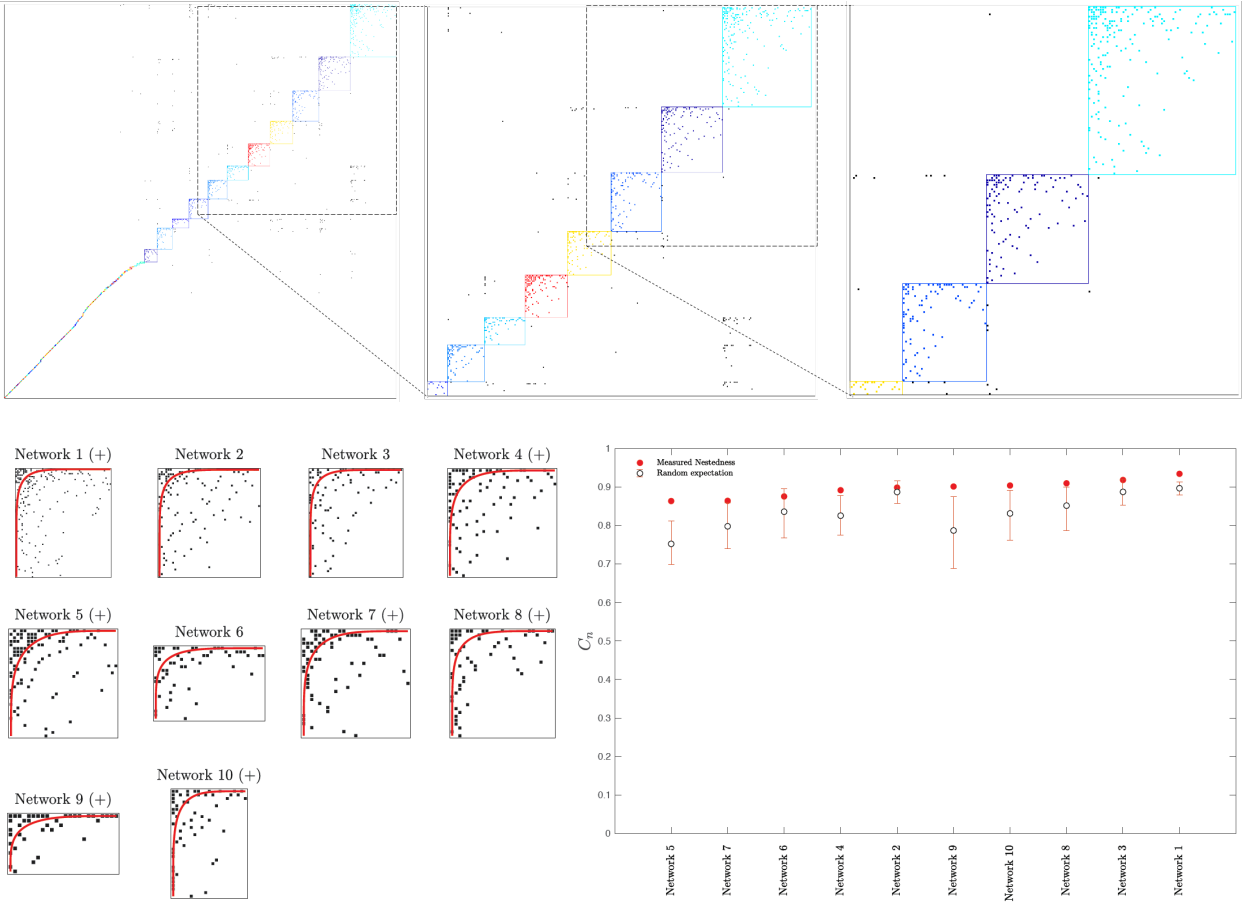 Network 1 (+)
Network 2
Network 3
Network 4 (+)
Network 5 (+)
Network 6
Network 7 (+)
Network 8 (+)
Network 9 (+)
Network 10 (+)
Measured Nestedness
Random expectation
1
0.9
0.8
0.7
0.6
0.5
0.4
0.3
0.2
0.1
0
Cn
Network 5
Network 7
Network 6
Network 4
Network 2
Network 9
Network 10
Network 8
Network 3
Network 1